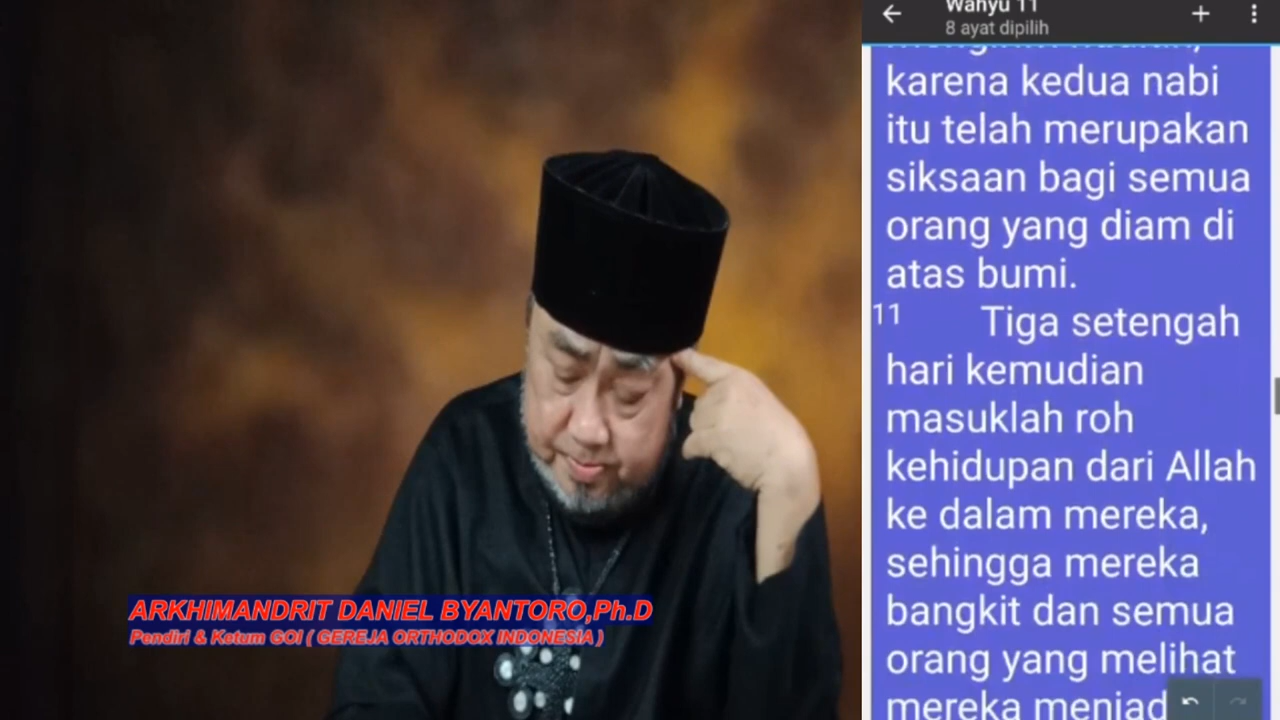 ARKHIMANDRIT DANIEL BYANTORO,Ph.D
Pendiri & Ketum GOI ( GEREJA ORTHODOX INDONESIA )
Wahyu 11
8 ayat dipilih
karena kedua nabi
itu telah merupakan
siksaan bagi semua
orang yang diam di
atas bumi.
11 Tiga setengah
hari kemudian
masuklah roh
kehidupan dari Allah
ke dalam mereka,
sehingga mereka
bangkit dan semua
orang yang melihat
mereka menjad